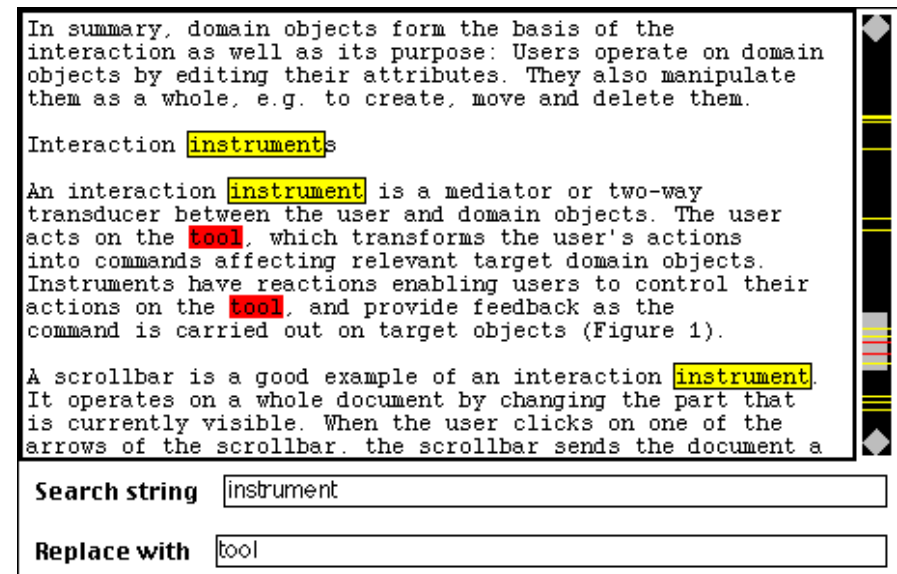 In summary, domain objects form the basis of the
interaction as well as its purpose: Users operate on domain
objects by editing their attributes. They also manipulate
them as a whole, e.g. to create, move and delete them.
Interaction instruments
An interaction instrument is a mediator or two-way
transducer between the user and domain objects. The user
acts on the tool, which transforms the user's actions
into commands affecting relevant target domain objects.
Instruments have reactions enabling users to control their
actions on the tool, and provide feedback as the
command is carried out on target objects (Figure 1).
A scrollbar is a good example of an interaction instrument.
It operates on a whole document by changing the part that
is currently visible. When the user clicks on one of the
arrows of the scrollbar, the scrollbar sends the document a
Search string instrument
Replace with tool